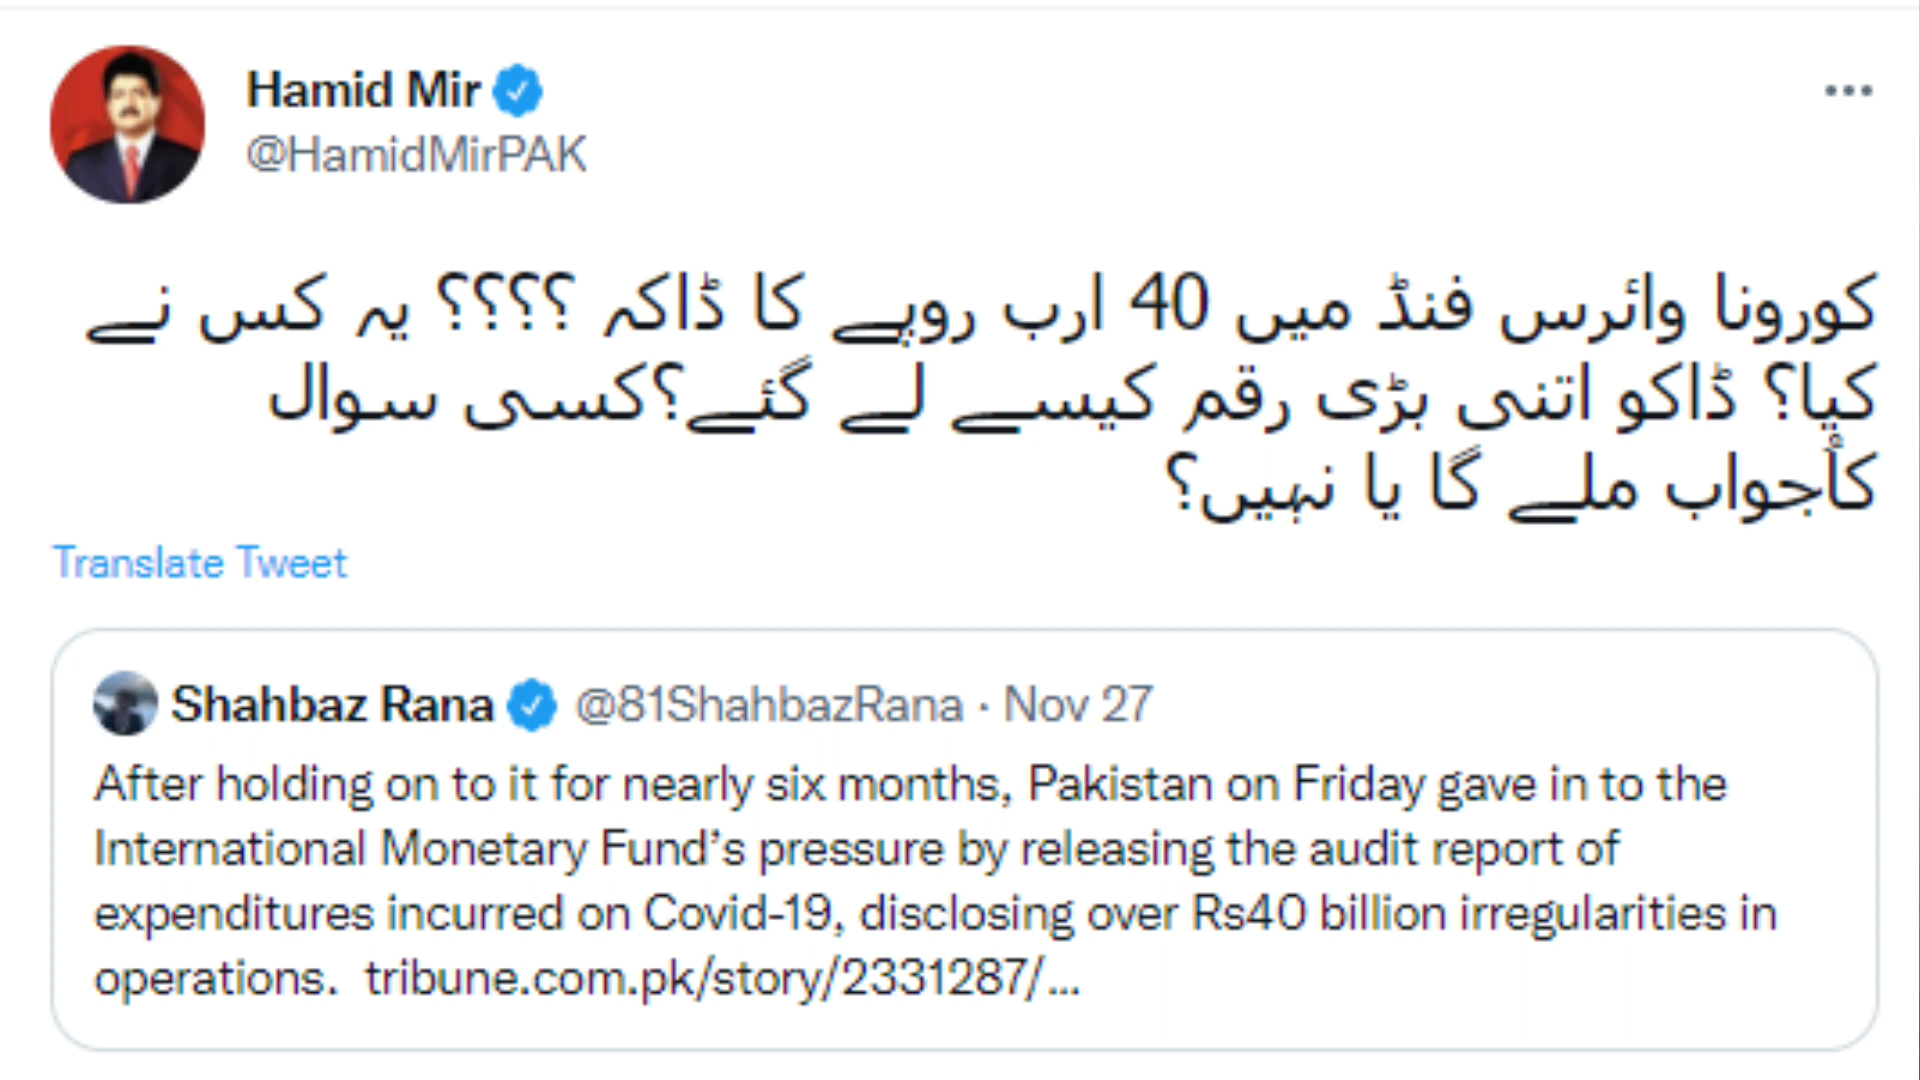 Hamid Mir
@HamidMirPAK
کورونا وائرس فنڈ میں 40 ارب روپے کا ڈاکہ ؟؟؟؟ یہ کس نے
کیا؟ ڈاکو اتنی بڑی رقم کیسے لے گئے؟کسی سوال
کأجواب ملے گا یا نہیں؟
Translate Tweet
Shahbaz Rana @81ShahbazRana · Nov 27
After holding on to it for nearly six months, Pakistan on Friday gave in to the
International Monetary Fund’s pressure by releasing the audit report of
expenditures incurred on Covid-19, disclosing over Rs40 billion irregularities in
operations. tribune.com.pk/story/2331287/...